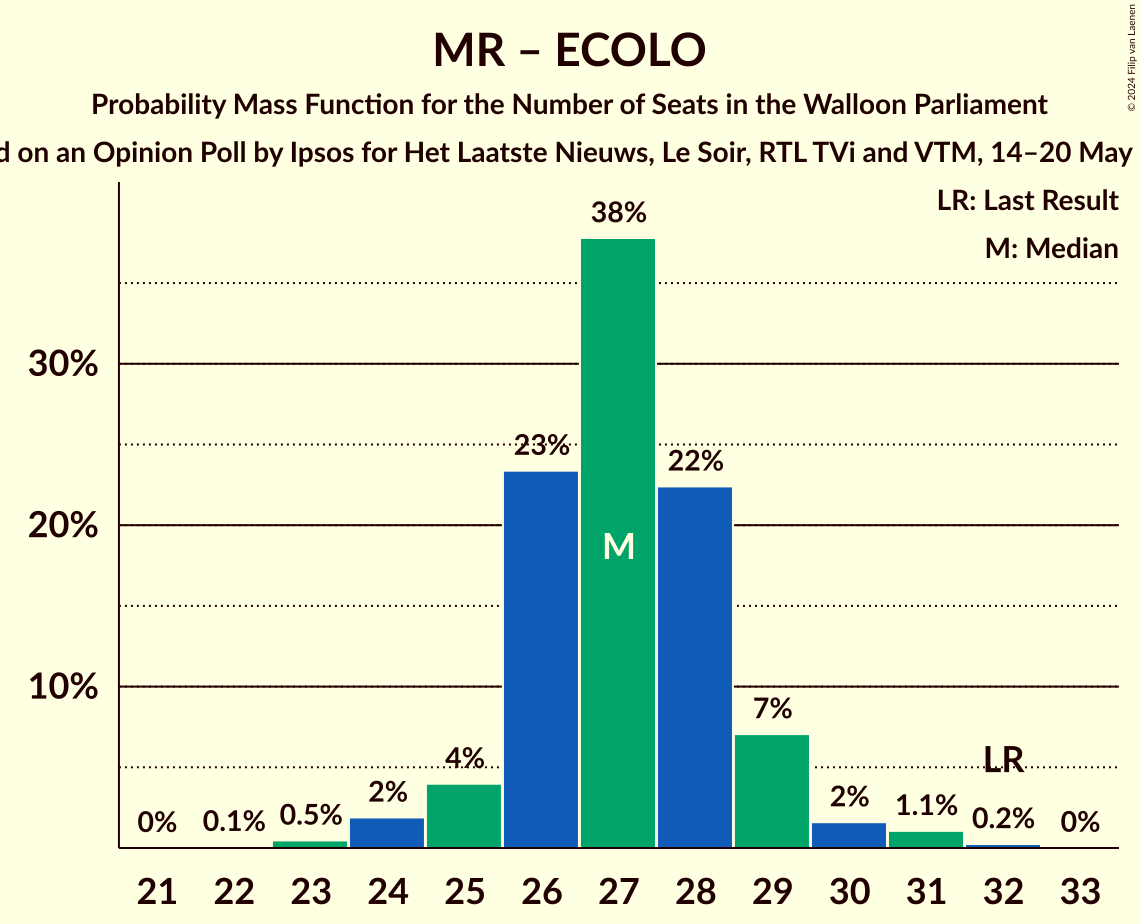 MR – ECOLO
Probability Mass Function for the Number of Seats in the Walloon Parliament
on an Opinion Poll by Ipsos for Het Laatste Nieuws, Le Soir, RTL TVi and VTM, 14–20 May
© 2024 Filip van Laenen
LR: Last Result
M: Median
30%
20%
10%
0%
0.1%
0.5%
2%
4%
23%
38%
22%
7%
2%
1.1%
0.2%
0%
M
LR
21 22 23 24 25 26 27 28 29 30 31 32 33